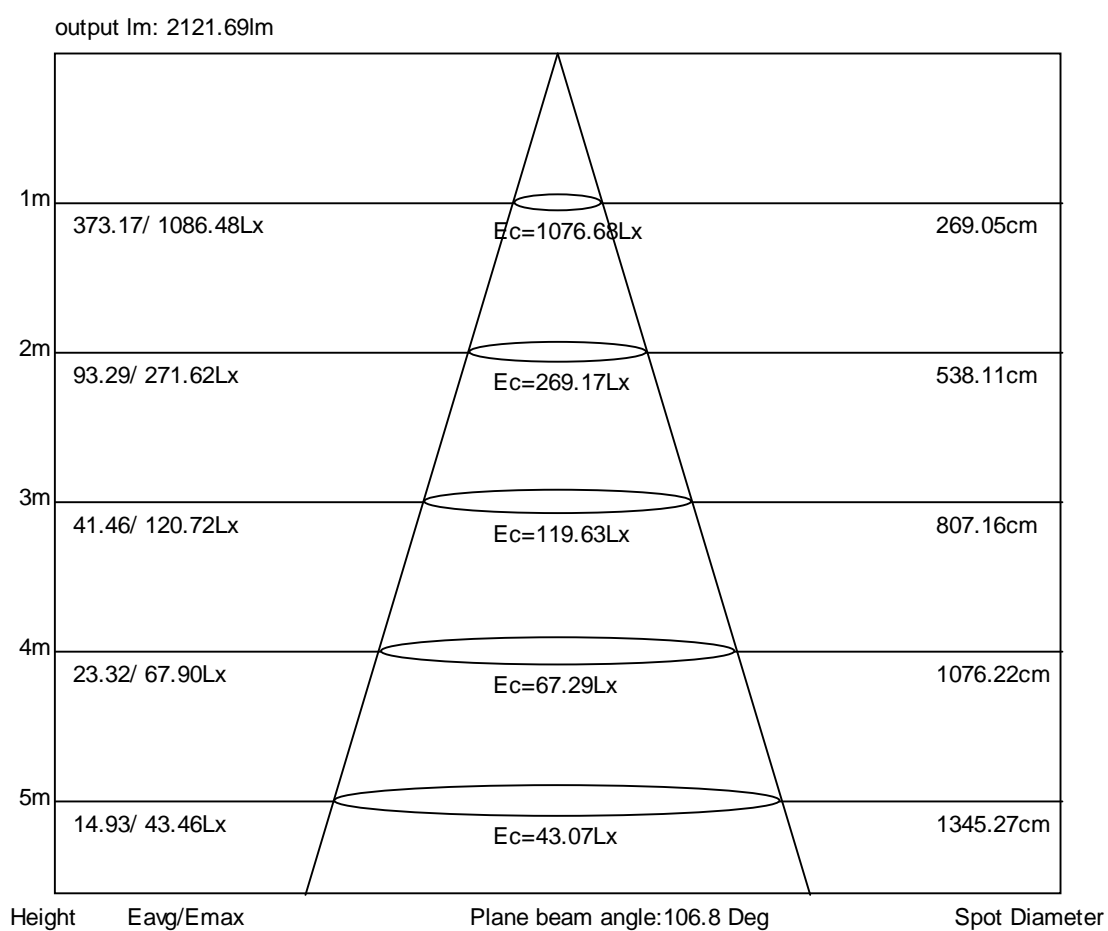 output lm: 2121.69lm
1m
373.17/ 1086.48Lx
Ec=1076.68Lx
269.05cm
2m
93.29/ 271.62Lx
Ec=269.17Lx
538.11cm
3m
41.46/ 120.72Lx
Ec=119.63Lx
807.16cm
4m
23.32/ 67.90Lx
Ec=67.29Lx
1076.22cm
5m
14.93/ 43.46Lx
Ec=43.07Lx
1345.27cm
Height Eavg/Emax Plane beam angle:106.8 Deg Spot Diameter